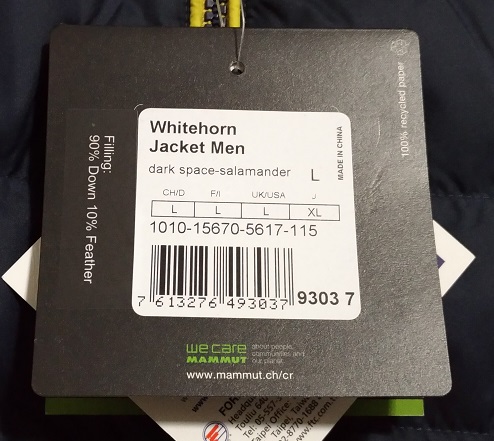 100% recycled paper
Filling:
90% Down 10% Feather
Whitehorn
Jacket Men
dark space-salamander
L
MADE IN CHINA
CH/D F/I UK/USA J
L L L XL
1010-15670-5617-115
7 613276 493037
9303 7
we care
MAMMUT
about people,
communities and
our planet
www.mammut.ch/cr
FOR